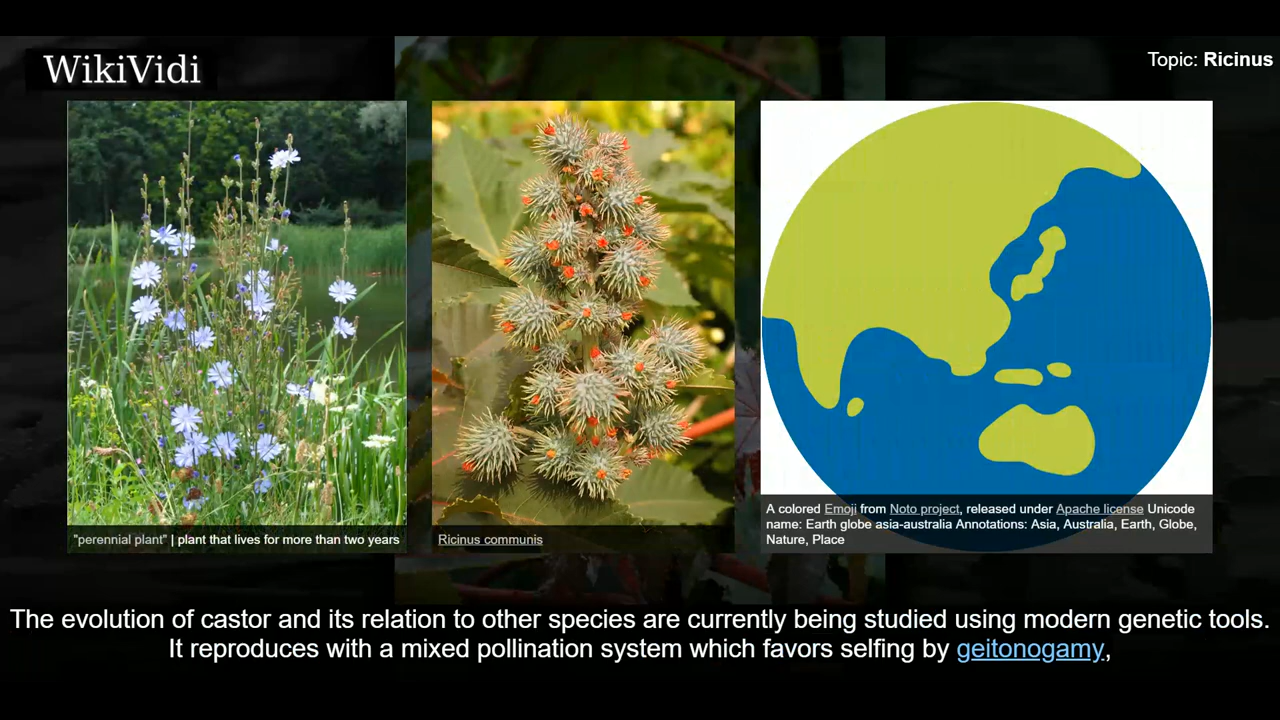 WikiVidi
Topic: Ricinus
"perennial plant" | plant that lives for more than two years
Ricinus communis
A colored Emoji from Noto project, released under Apache license Unicode
name: Earth globe asia-australia Annotations: Asia, Australia, Earth, Globe,
Nature, Place
The evolution of castor and its relation to other species are currently being studied using modern genetic tools.
It reproduces with a mixed pollination system which favors selfing by geitonogamy,